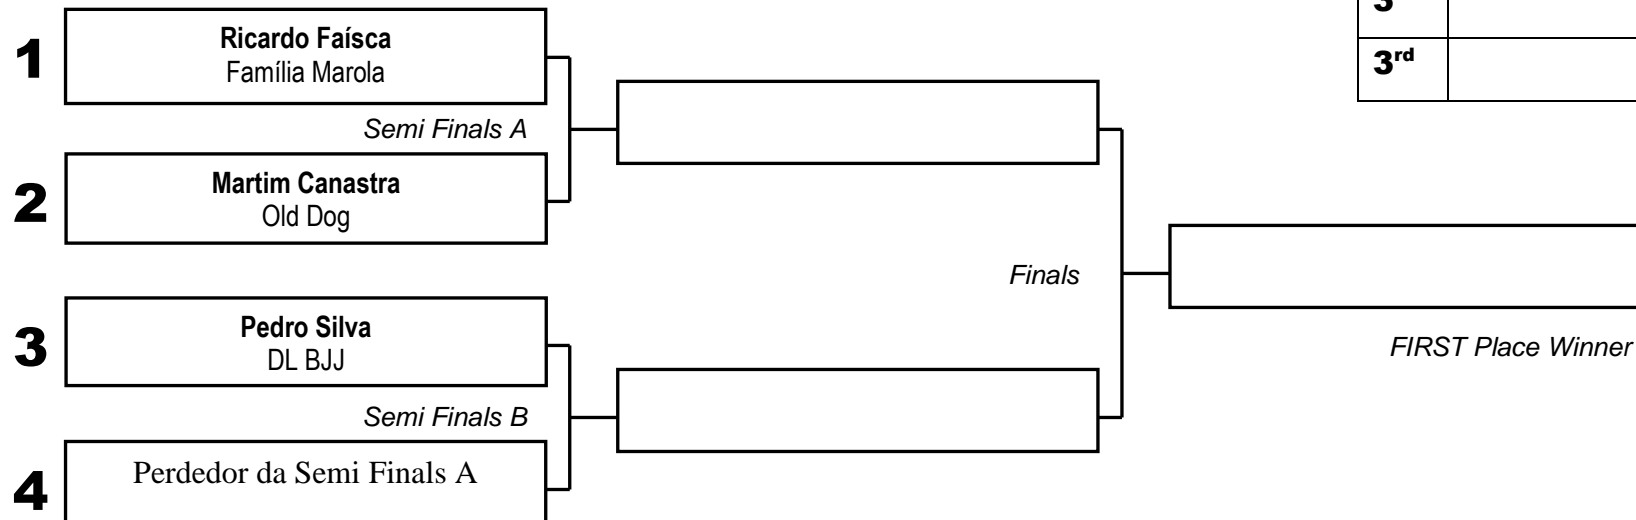 3
1
Ricardo Faísca
Família Marola
3rd
Semi Finals A
2
Martim Canastra
Old Dog
Finals
3
Pedro Silva
DL BJJ
FIRST Place Winner
Semi Finals B
4
Perdedor da Semi Finals A